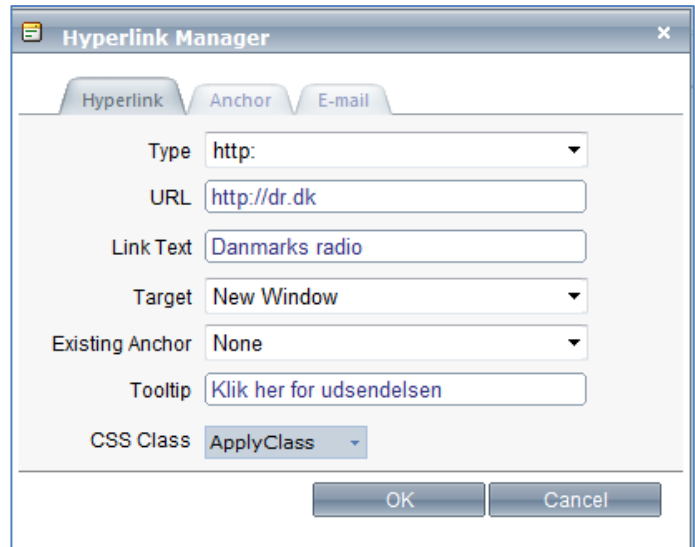 Hyperlink Manager
Hyperlink Anchor E-mail
Type http:
URL http://dr.dk
Link Text Danmarks radio
Target New Window
Existing Anchor None
Tooltip Klik her for udsendelsen
CSS Class ApplyClass
OK Cancel